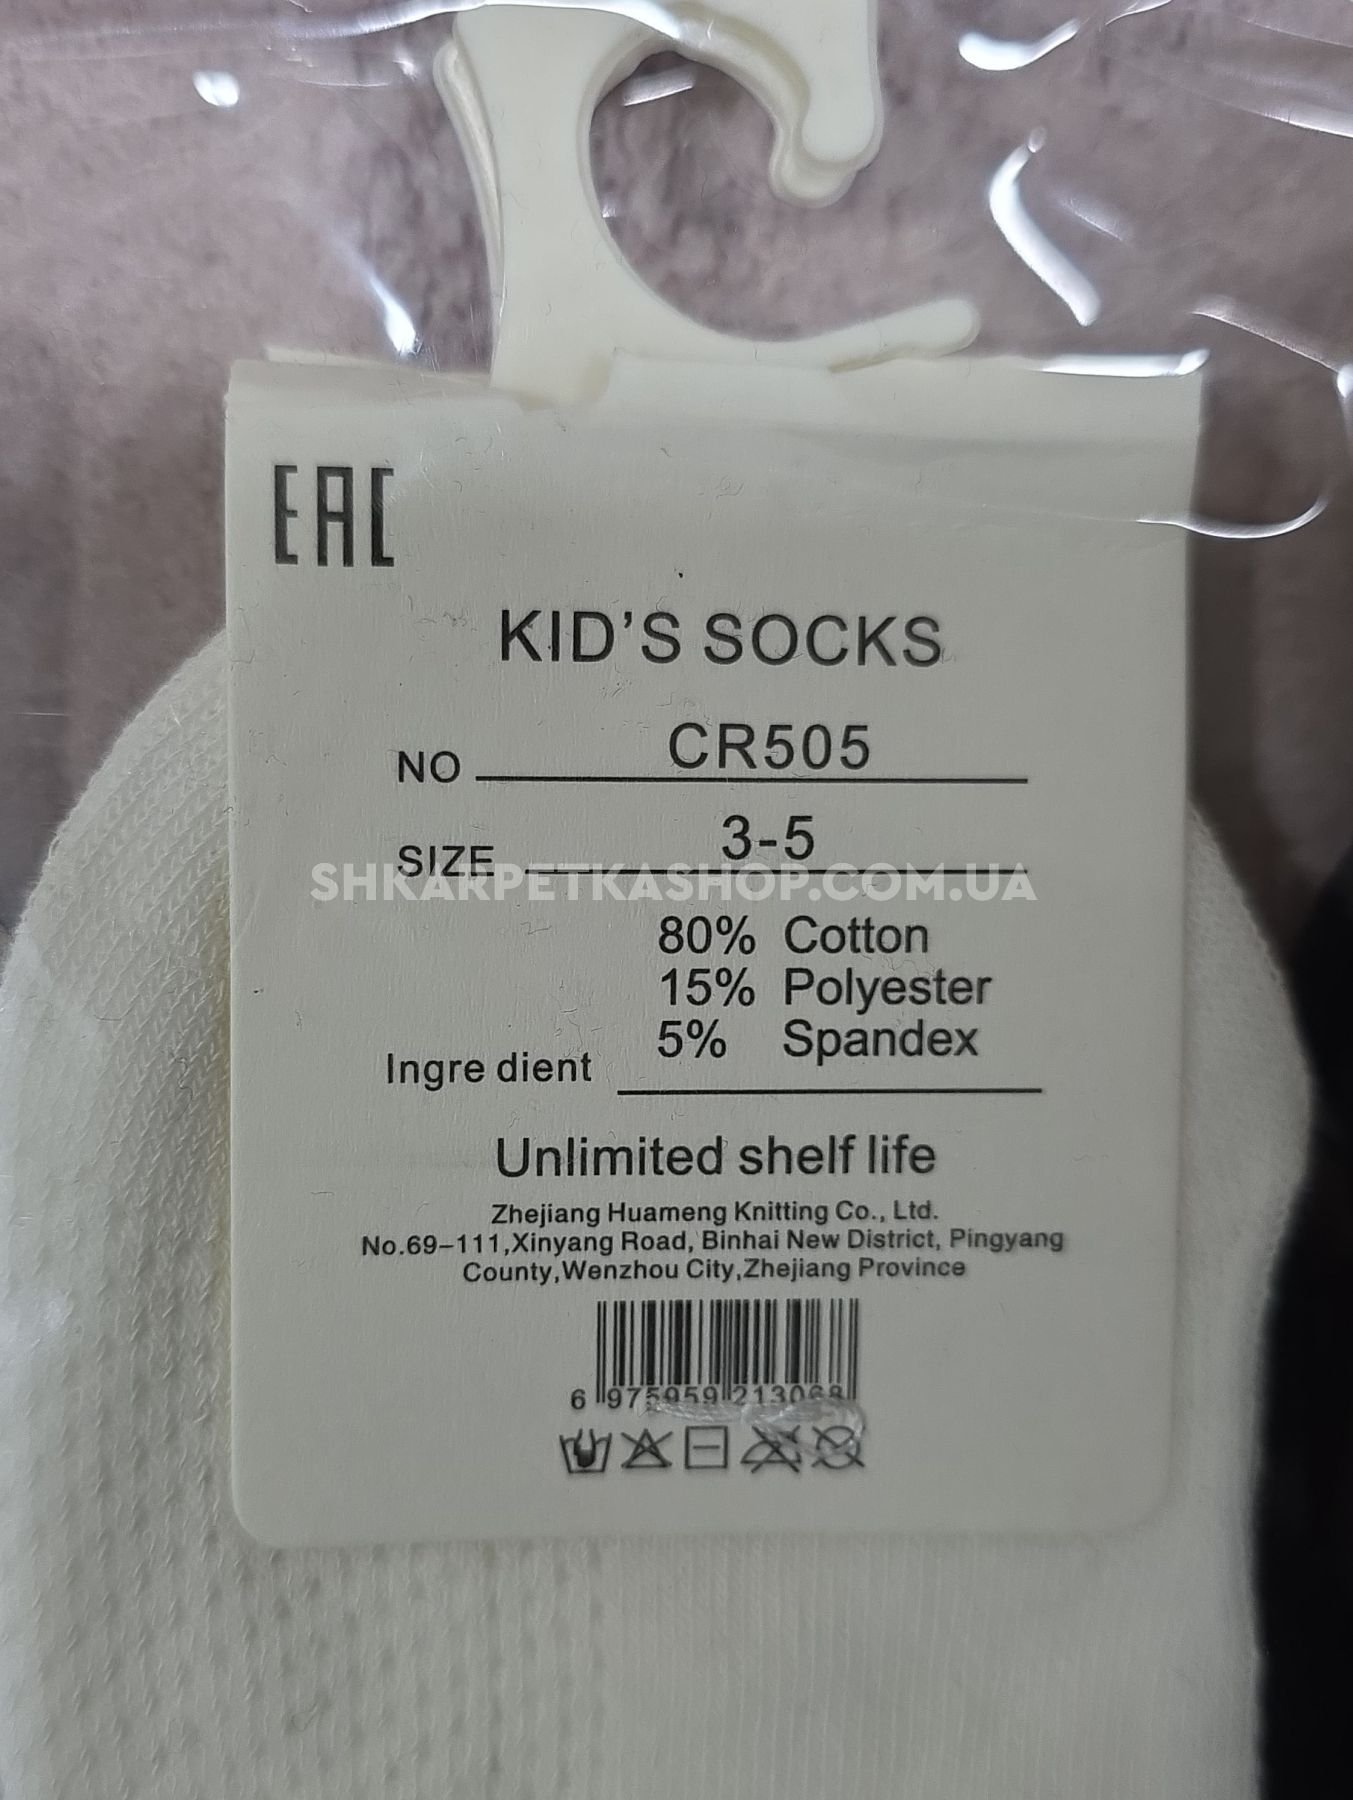 EAC
KID'S SOCKS
NO CR505
SIZE 3-5
SHKARPETKASHOP.COM.UA
80% Cotton
15% Polyester
5% Spandex
Ingre dient
Unlimited shelf life
Zhejiang Huameng Knitting Co., Ltd.
No.69-111,Xinyang Road, Binhai New District, Pingyang
County,Wenzhou City,Zhejiang Province
6 975959 213068